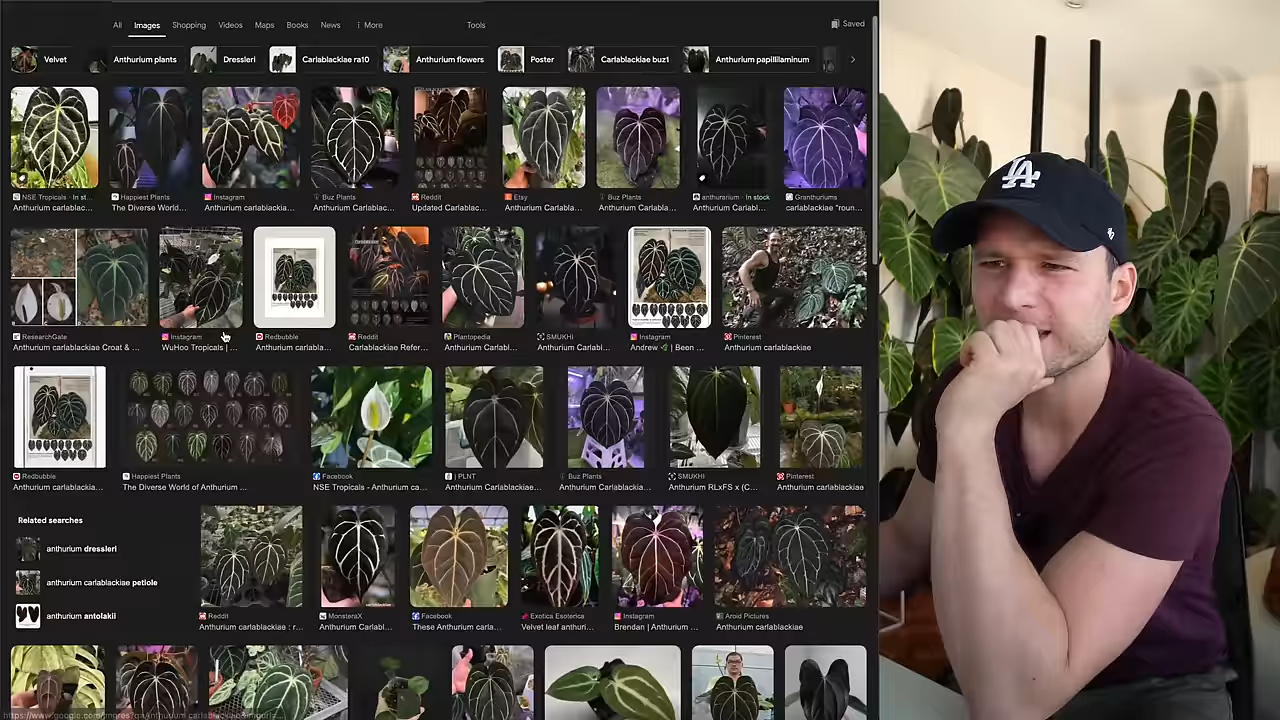 All Images Shopping Videos Maps Books News More Tools Saved
Velvet Anthurium plants Dressleri Carlablackiae ra10 Anthurium flowers Poster Carlablackiae buz1 Anthurium papillilaminum
NSE Tropicals · In st... Happiest Plants Instagram Buz Plants Reddit Etsy Buz Plants anthurarium · In stock Granthuriums
Anthurium carlablac... The Diverse World... Anthurium carlablackia... Anthurium Carlablac... Updated Carlablac... Anthurium Carlabla... Anthurium Carlabla... Anthurium Carlabl... carlablackiae "roun...
ResearchGate Instagram Redbubble Reddit Plantopedia SMUKHI Instagram Pinterest
Anthurium carlablackiae Croat & ... WuHoo Tropicals | ... Anthurium carlabla... Carlablackiae Refer... Anthurium Carlabl... Anthurium Carlabl... Andrew 🌿 | Been ... Anthurium carlablackiae
Redbubble Happiest Plants Facebook | PLNT Buz Plants SMUKHI Pinterest
Anthurium carlablackia... The Diverse World of Anthurium ... NSE Tropicals - Anthurium ca... Anthurium Carlablackiae... Anthurium Carlablackia... Anthurium RLxFS x (C... Anthurium carlablackiae
Related searches
anthurium dressleri
anthurium carlablackiae petiole
anthurium antolakii
Reddit MonsteraX Facebook Exotica Esoterica Instagram Aroid Pictures
Anthurium carlablackiae : r... Anthurium Carlabl... These Anthurium carla... Velvet leaf anthuri... Brendan | Anthurium ... Anthurium carlablackiae
LA